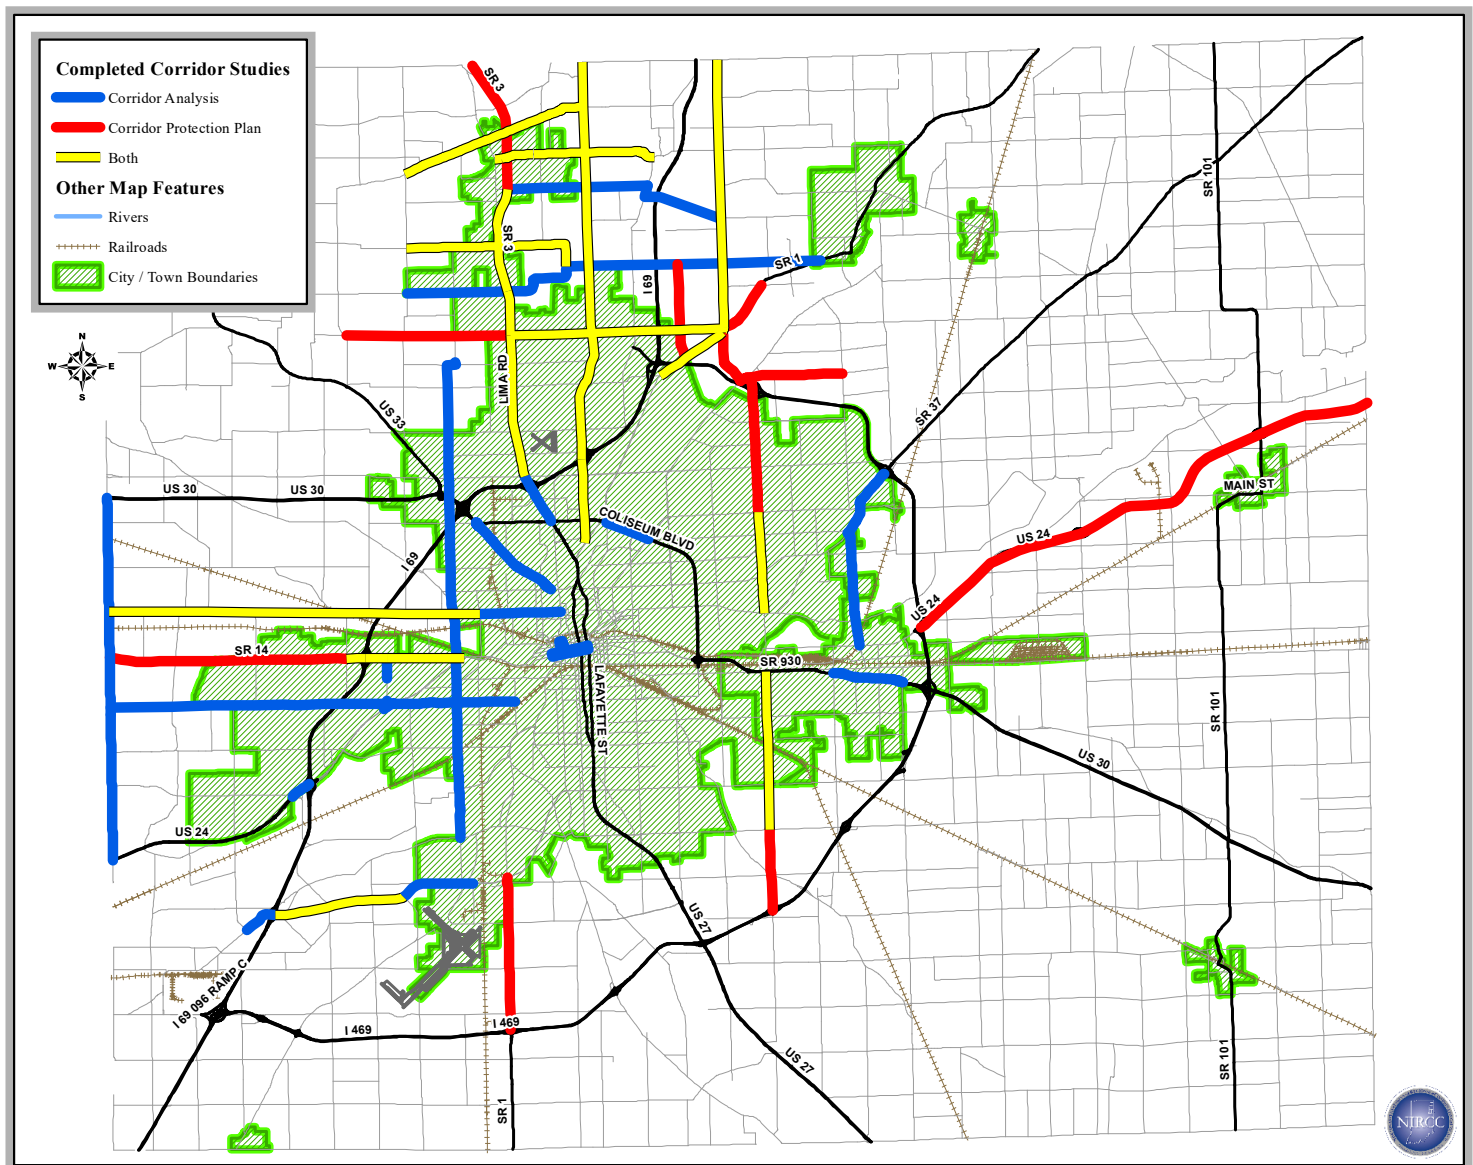 Completed Corridor Studies
Corridor Analysis
Corridor Protection Plan
Both
Other Map Features
Rivers
Railroads
City / Town Boundaries
N
W E
S
SR 3
SR 3
SR 1
I 69
SR 101
LIMA RD
US 33
SR 37
US 30
US 30
COLISEUM BLVD
MAIN ST
US 24
I 69
US 24
SR 14
SR 930
LAFAYETTE ST
SR 101
US 30
US 24
US 27
I 69 096 RAMP C
I 469
I 469
US 27
SR 101
SR 1
NIRCC